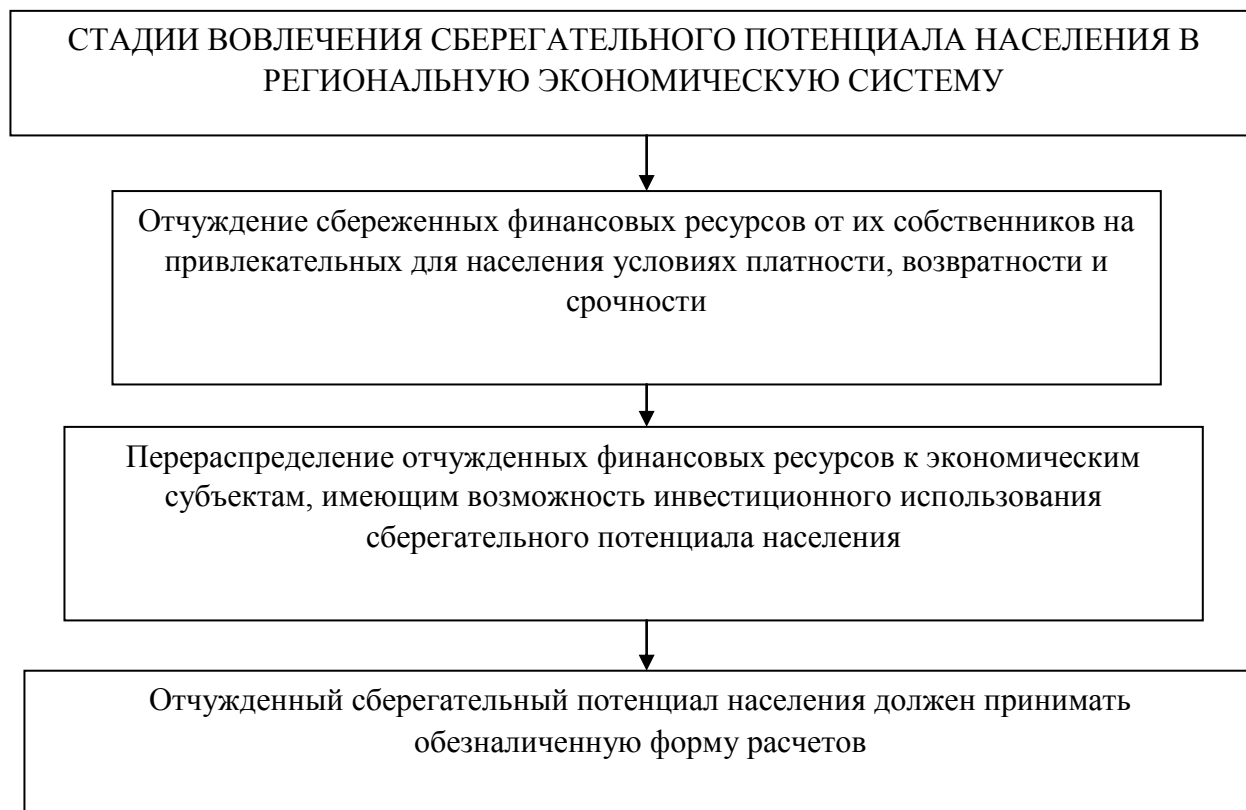 СТАДИИ ВОВЛЕЧЕНИЯ СБЕРЕГАТЕЛЬНОГО ПОТЕНЦИАЛА НАСЕЛЕНИЯ В
РЕГИОНАЛЬНУЮ ЭКОНОМИЧЕСКУЮ СИСТЕМУ
Отчуждение сбереженных финансовых ресурсов от их собственников на
привлекательных для населения условиях платности, возвратности и
срочности
Перераспределение отчужденных финансовых ресурсов к экономическим
субъектам, имеющим возможность инвестиционного использования
сберегательного потенциала населения
Отчужденный сберегательный потенциал населения должен принимать
обезналиченную форму расчетов